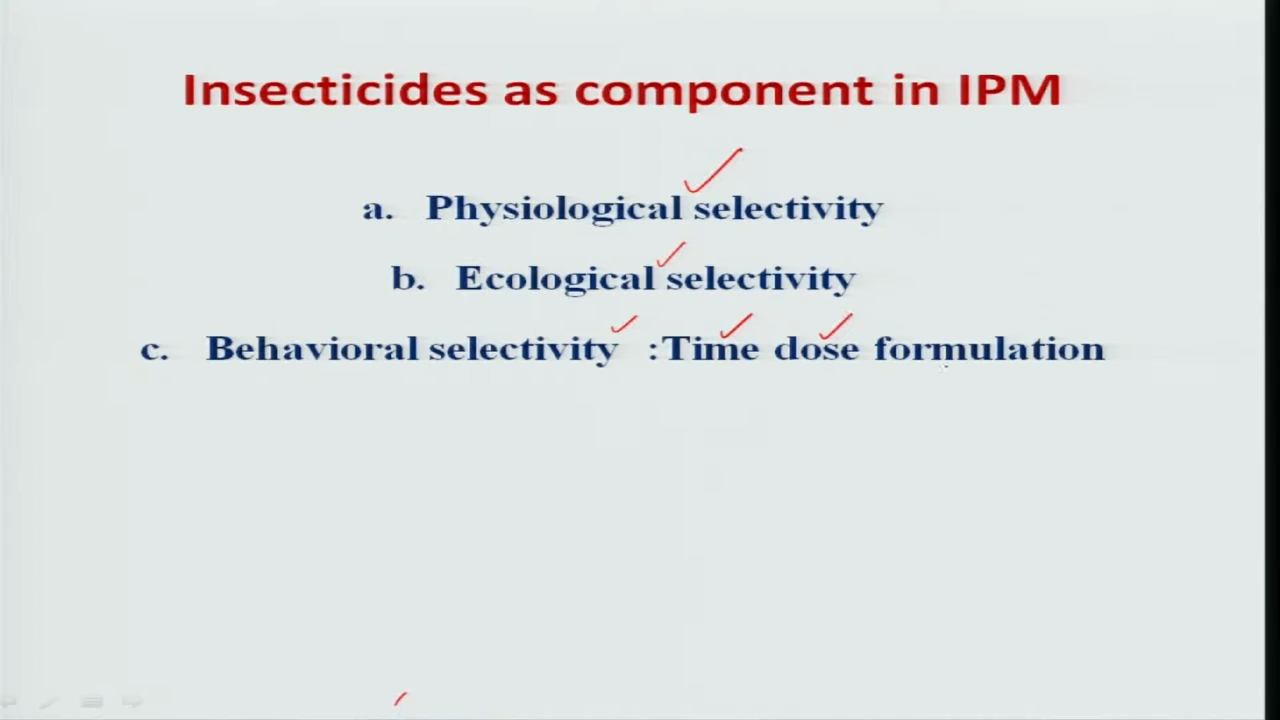 Insecticides as component in IPM
a. Physiological selectivity
b. Ecological selectivity
c. Behavioral selectivity :Time dose formulation